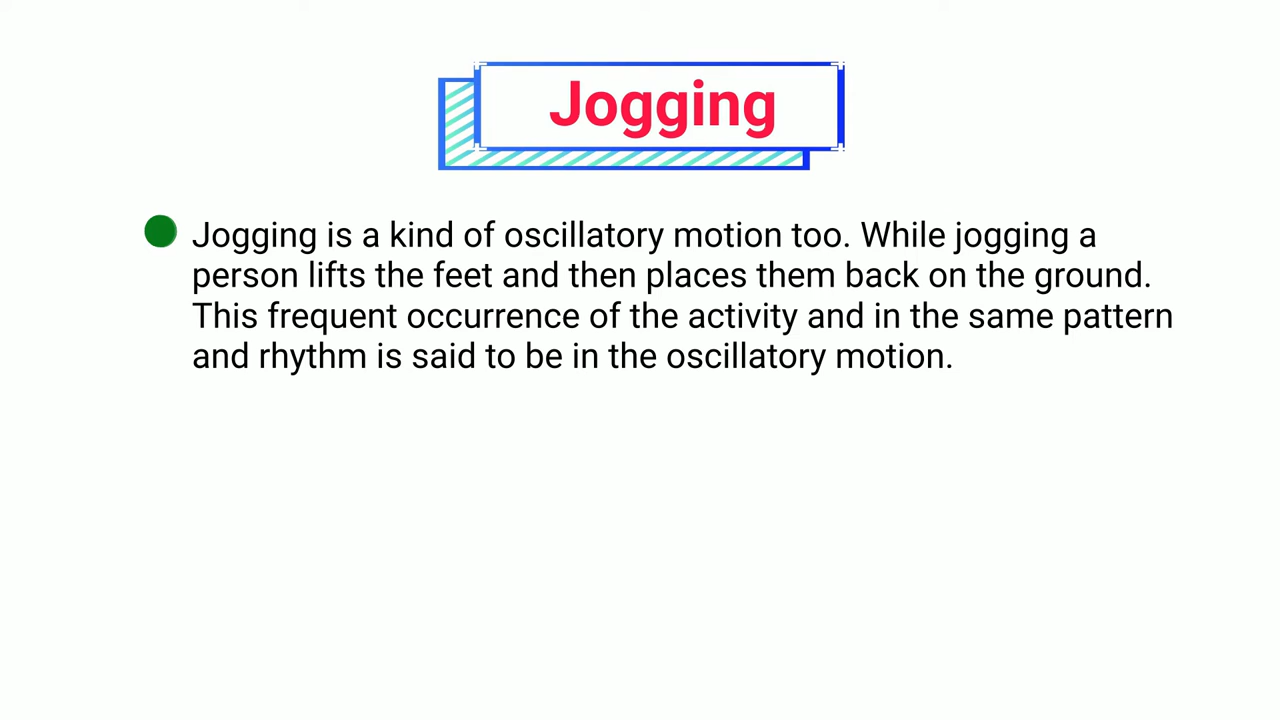 Jogging
Jogging is a kind of oscillatory motion too. While jogging a
person lifts the feet and then places them back on the ground.
This frequent occurrence of the activity and in the same pattern
and rhythm is said to be in the oscillatory motion.